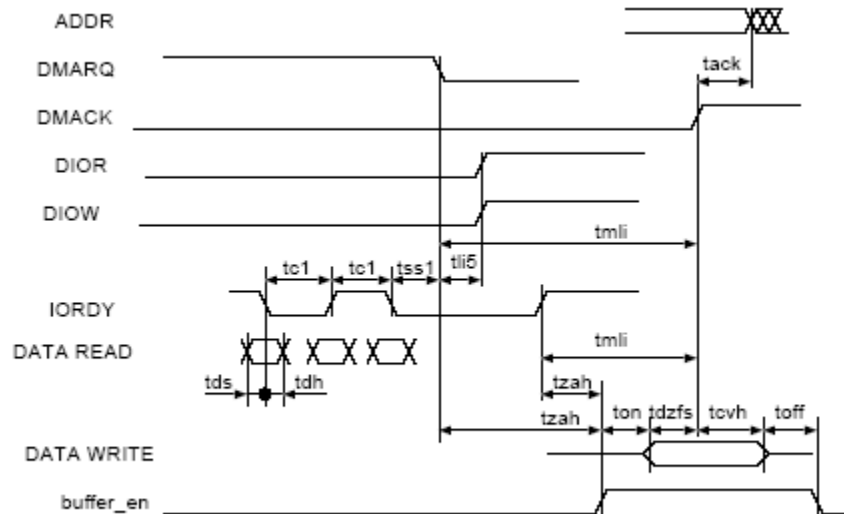 ADDR
DMARQ
tack
DMACK
DIOR
DIOW
tmli
tc1 tc1 tss1 tli5
IORDY
DATA READ
tmli
tds tdh
tzah
tzah ton tdzfs tcvh toff
DATA WRITE
buffer_en